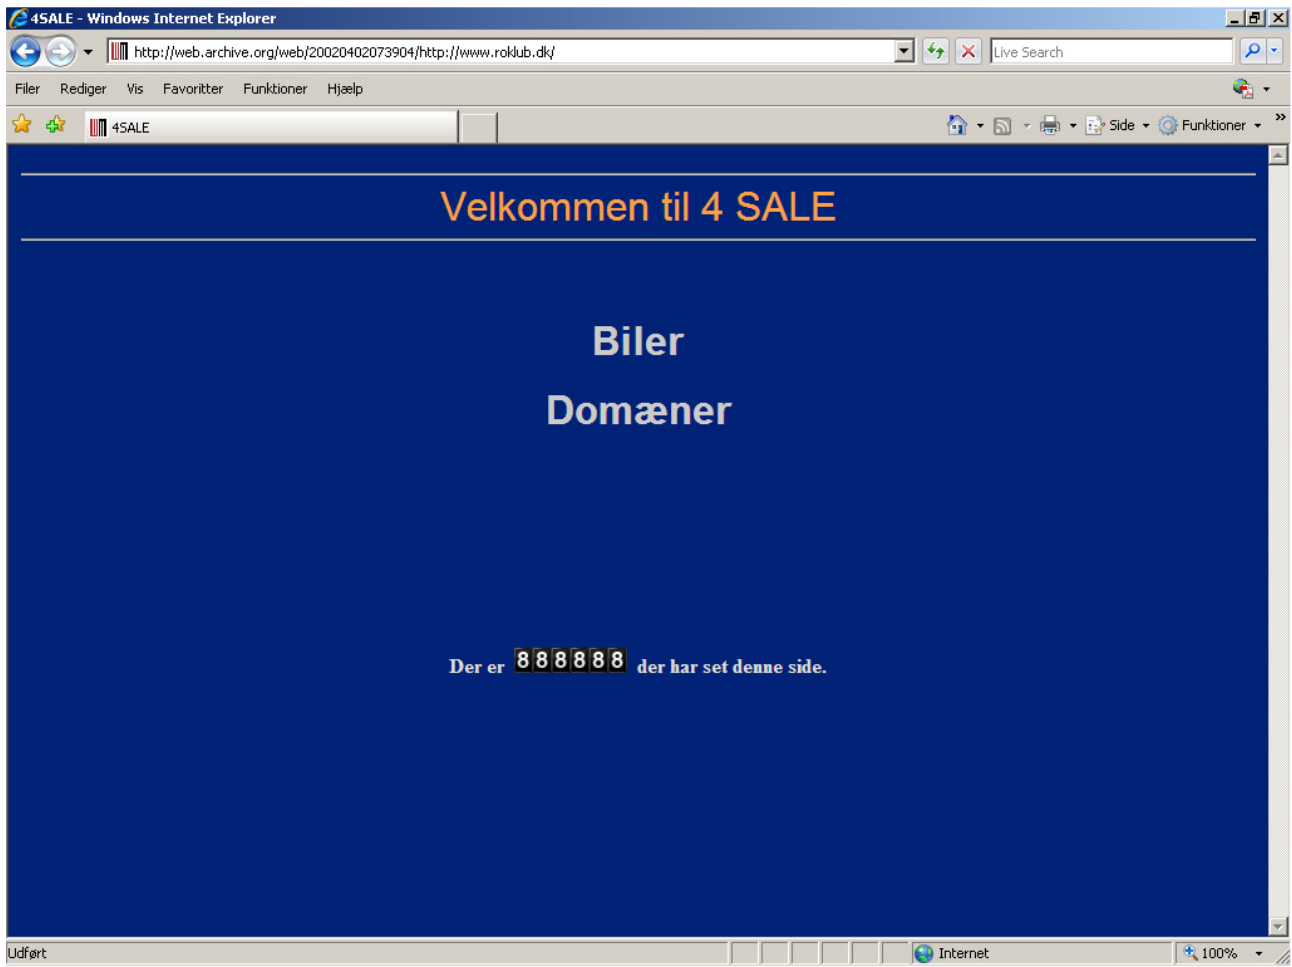 4SALE - Windows Internet Explorer
http://web.archive.org/web/20020402073904/http://www.roklub.dk/
Live Search
Filer Rediger Vis Favoritter Funktioner Hjælp
4SALE
Side Funktioner
Velkommen til 4 SALE
Biler
Domæner
Der er 888888 der har set denne side.
Udført
Internet
100%